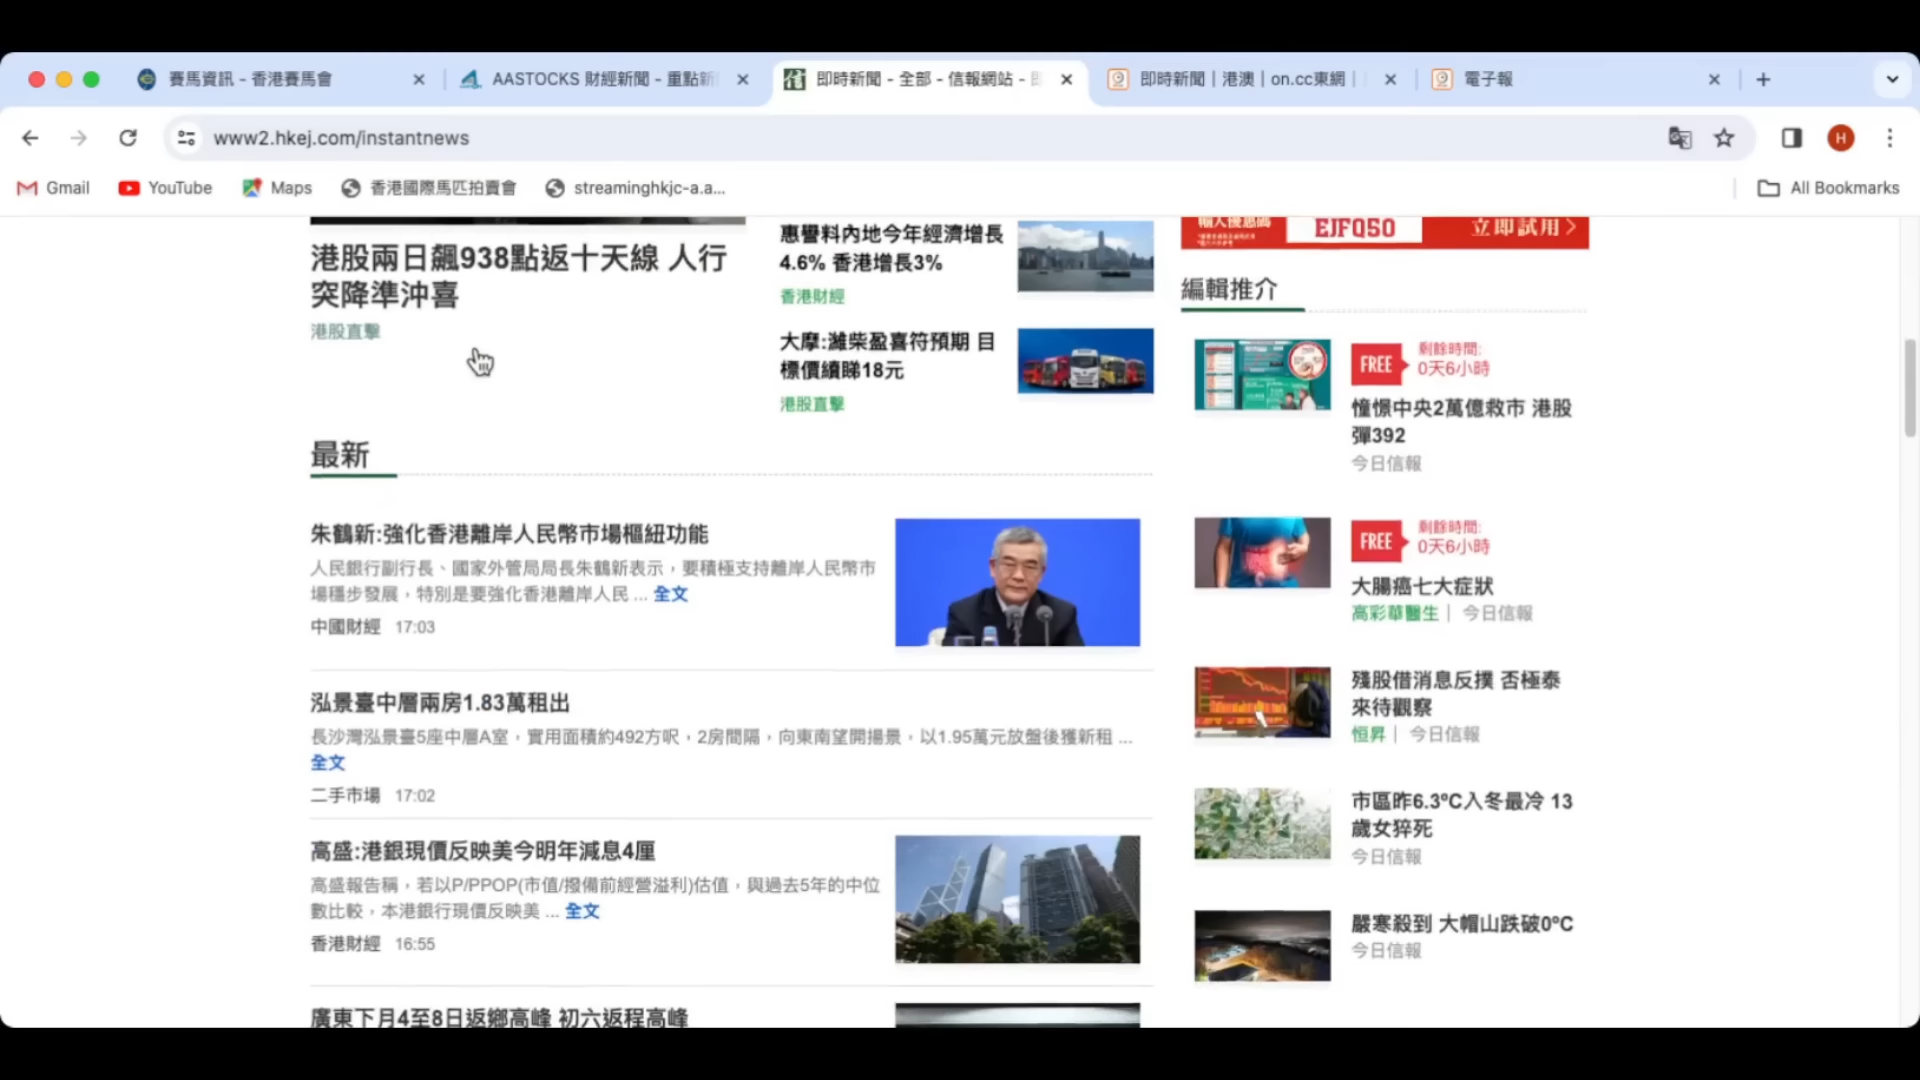 賽馬資訊 - 香港賽馬會
AASTOCKS 財經新聞 - 重點新
即時新聞 - 全部 - 信報網站 -
即時新聞 | 港澳 | on.cc東網 |
電子報
www2.hkej.com/instantnews
H
Gmail
YouTube
Maps
香港國際馬匹拍賣會
streaminghkjc-a.a...
All Bookmarks
港股兩日飆938點返十天線 人行
突降準沖喜
港股直擊
惠譽料內地今年經濟增長
4.6% 香港增長3%
香港財經
大摩:濰柴盈喜符預期 目
標價續睇18元
港股直擊
輸入優惠碼
EJFQ50
立即試用
編輯推介
FREE
剩餘時間:
0天6小時
憧憬中央2萬億救市 港股
彈392
今日信報
FREE
剩餘時間:
0天6小時
大腸癌七大症狀
高彩華醫生 | 今日信報
殘股借消息反撲 否極泰
來待觀察
恒昇 | 今日信報
市區昨6.3ºC入冬最冷 13
歲女猝死
今日信報
嚴寒殺到 大帽山跌破0ºC
今日信報
最新
朱鶴新:強化香港離岸人民幣市場樞紐功能
人民銀行副行長、國家外管局局長朱鶴新表示，要積極支持離岸人民幣市
場穩步發展，特別是要強化香港離岸人民 ... 全文
中國財經 17:03
泓景臺中層兩房1.83萬租出
長沙灣泓景臺5座中層A室，實用面積約492方呎，2房間隔，向東南望開揚景，以1.95萬元放盤後獲新租 ...
全文
二手市場 17:02
高盛:港銀現價反映美今明年減息4厘
高盛報告稱，若以P/PPOP(市值/撥備前經營溢利)估值，與過去5年的中位
數比較，本港銀行現價反映美 ... 全文
香港財經 16:55
廣東下月4至8日返鄉高峰 初六返程高峰